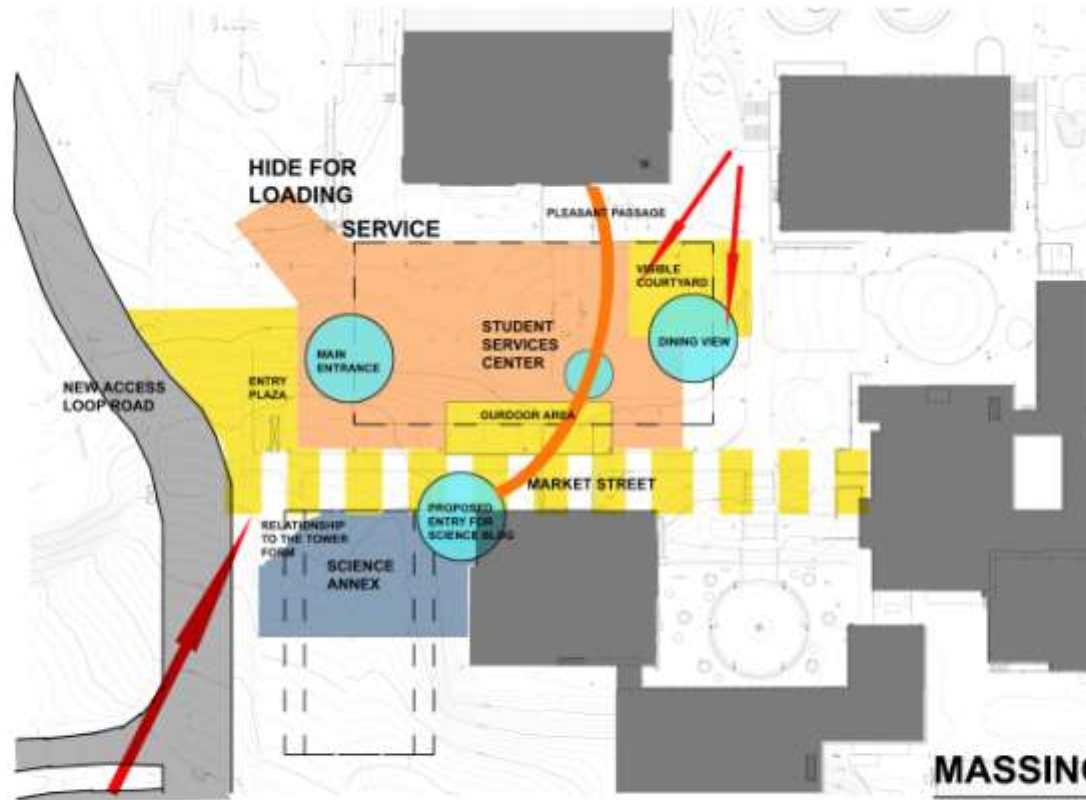 HIDE FOR
LOADING
SERVICE
PLEASANT PASSAGE
VISIBLE
COURTYARD
STUDENT
SERVICES
CENTER
DINING VIEW
MAIN
ENTRANCE
NEW ACCESS
LOOP ROAD
ENTRY
PLAZA
OURDOOR AREA
MARKET STREET
PROPOSED
ENTRY FOR
SCIENCE BLDG
RELATIONSHIP
TO THE TOWER
FORM
SCIENCE
ANNEX
MASSING